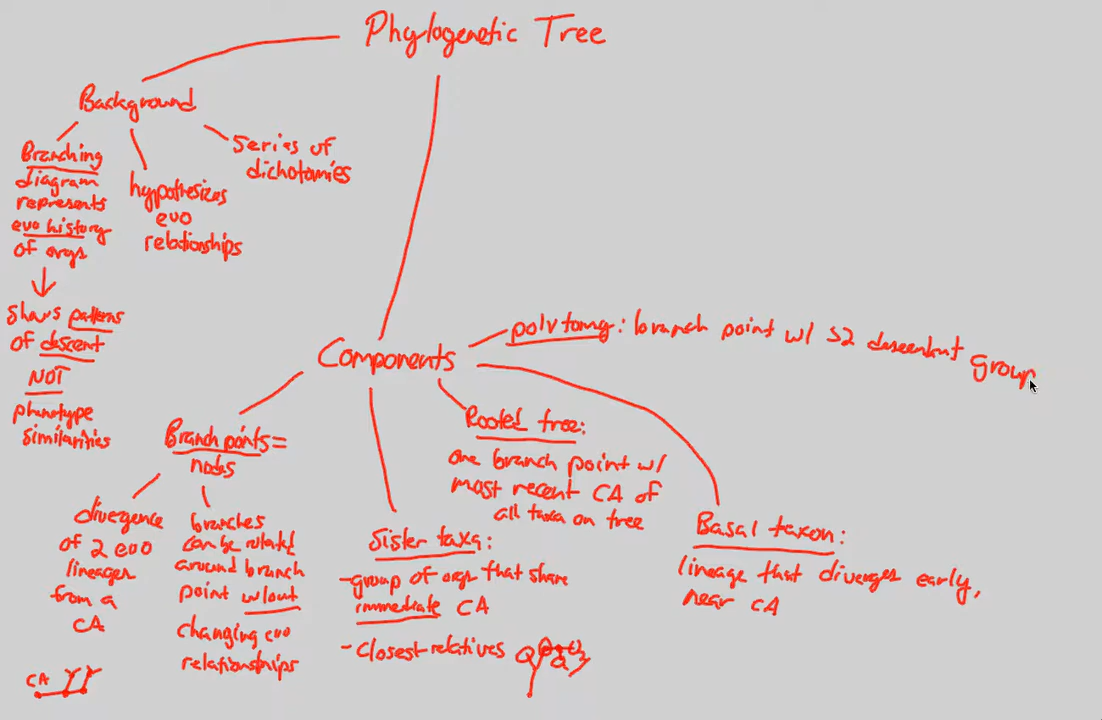 Phylogenetic Tree
Background
Branching
diagram
represents
evo history
of orgs
shows patterns
of descent
NOT
phenotype
similarities
hypothesizes
evo
relationships
Series of
dichotomies
Components
polytomy: branch point w/ >2 descendant group
Branch points =
nodes
divergence
of 2 evo
lineages
from a
CA
CA
branches
can be rotated
around branch
point w/out
changing evo
relationships
Sister taxa:
-group of orgs that share
immediate CA
- closest relatives
Rooted tree:
one branch point w/
most recent CA of
all taxa on tree
Basal taxon:
lineage that diverges early,
near CA